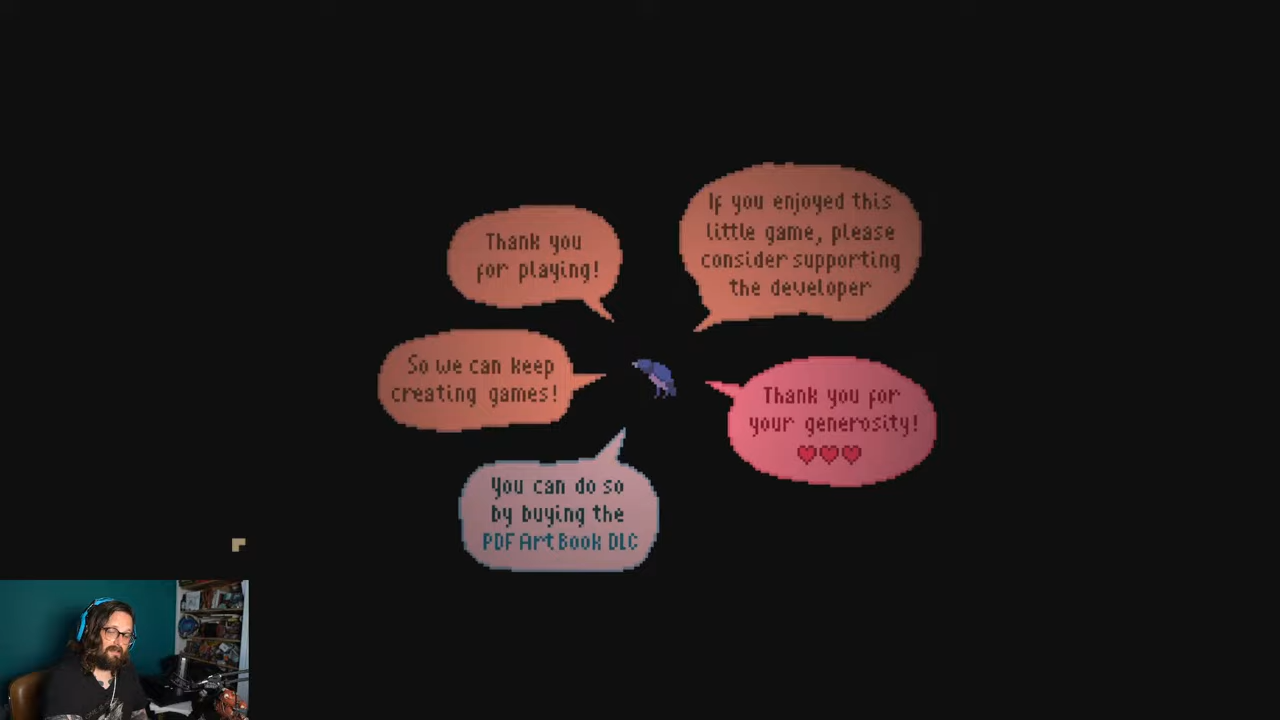 Thank you
for playing!
If you enjoyed this
little game, please
consider supporting
the developer
So we can keep
creating games!
Thank you for
your generosity!
You can do so
by buying the
PDF Art Book DLC